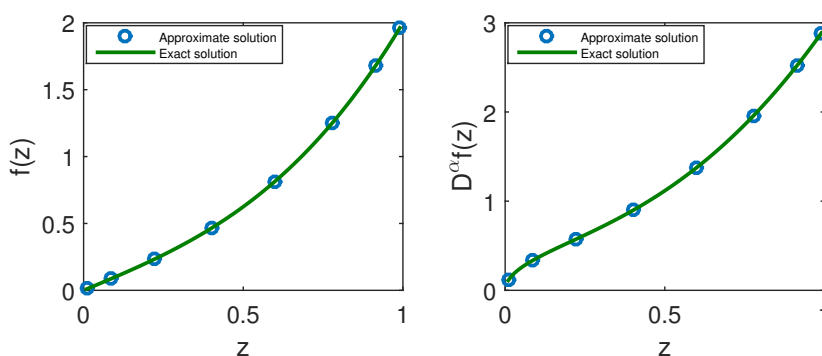 2
1.5
1
0.5
0
0
0.5
1
f(z)
z
Approximate solution
Exact solution
3
2
1
0
0
0.5
D^α f(z)
z
Approximate solution
Exact solution